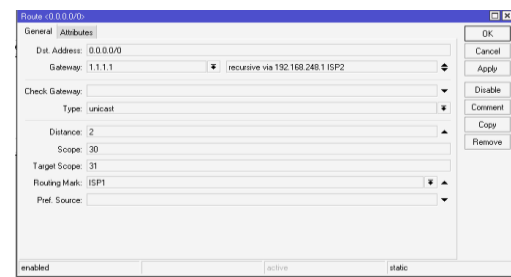 Route <0.0.0.0/0>
General Attributes
Dst. Address: 0.0.0.0/0
Gateway: 1.1.1.1 recursive via 192.168.248.1 ISP2
Check Gateway:
Type: unicast
Distance: 2
Scope: 30
Target Scope: 31
Routing Mark: ISP1
Pref. Source:
OK
Cancel
Apply
Disable
Comment
Copy
Remove
enabled active static